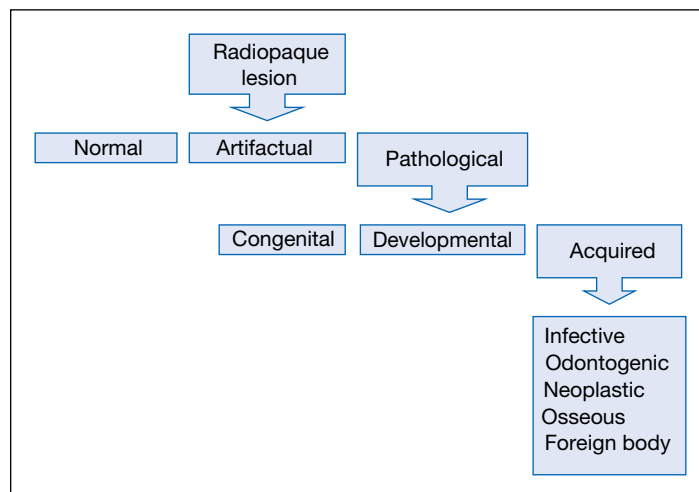 Radiopaque
lesion
Normal
Artifactual
Pathological
Congenital
Developmental
Acquired
Infective
Odontogenic
Neoplastic
Osseous
Foreign body